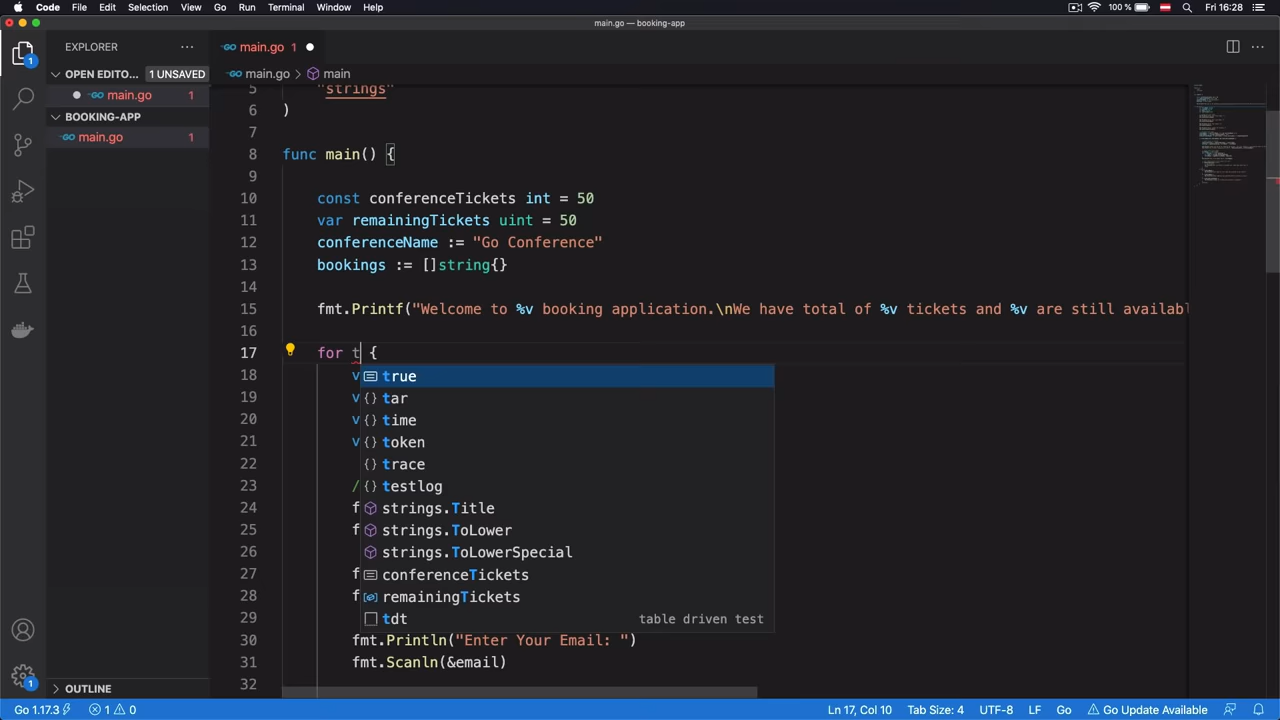 Code File Edit Selection View Go Run Terminal Window Help 100 % Fri 16:28
main.go — booking-app
EXPLORER
main.go 1
OPEN EDITO... 1 UNSAVED
main.go > main
main.go 1
BOOKING-APP
main.go 1
5 "strings"
6 )
7
8 func main() {
9
10 const conferenceTickets int = 50
11 var remainingTickets uint = 50
12 conferenceName := "Go Conference"
13 bookings := []string{}
14
15 fmt.Printf("Welcome to %v booking application.\nWe have total of %v tickets and %v are still availab
16
17 for t {
18 v true
19 v tar
20 v time
21 v token
22 trace
23 / testlog
24 f strings.Title
25 f strings.ToLower
26 strings.ToLowerSpecial
27 f conferenceTickets
28 f remainingTickets
29 tdt table driven test
30 fmt.Println("Enter Your Email: ")
31 fmt.Scanln(&email)
32
OUTLINE
1
1
Go 1.17.3 1 0 Ln 17, Col 10 Tab Size: 4 UTF-8 LF Go Go Update Available